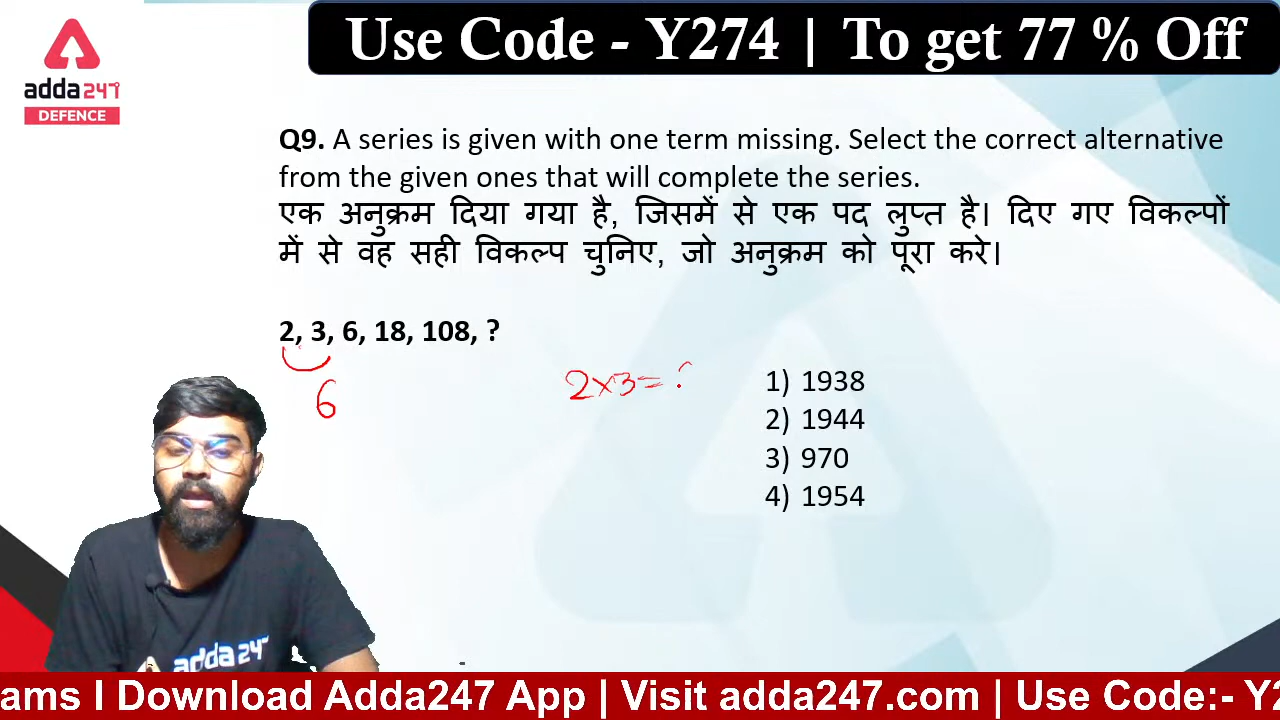 Use Code - Y274 | To get 77 % Off
adda247
DEFENCE
Q9. A series is given with one term missing. Select the correct alternative
from the given ones that will complete the series.
एक अनुक्रम दिया गया है, जिसमें से एक पद लुप्त है। दिए गए विकल्पों
में से वह सही विकल्प चुनिए, जो अनुक्रम को पूरा करे।
2, 3, 6, 18, 108, ?
6
2×3=?
1) 1938
2) 1944
3) 970
4) 1954
adda247
ams I Download Adda247 App | Visit adda247.com | Use Code:- Y2